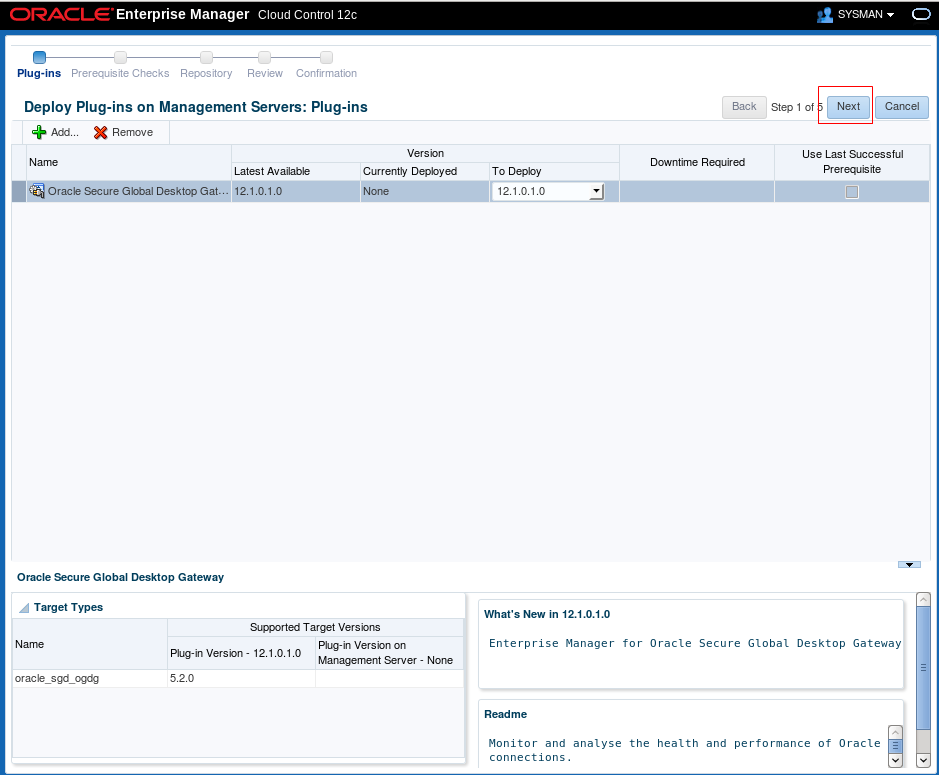 ORACLE Enterprise Manager Cloud Control 12c
SYSMAN
Plug-ins Prerequisite Checks Repository Review Confirmation
Deploy Plug-ins on Management Servers: Plug-ins
Back Step 1 of 5 Next Cancel
Add... Remove
Name Version Downtime Required Use Last Successful
Prerequisite
Latest Available Currently Deployed To Deploy
Oracle Secure Global Desktop Gat... 12.1.0.1.0 None 12.1.0.1.0
Oracle Secure Global Desktop Gateway
Target Types
Name Supported Target Versions
Plug-in Version - 12.1.0.1.0 Plug-in Version on
Management Server - None
oracle_sgd_ogdg 5.2.0
What's New in 12.1.0.1.0
Enterprise Manager for Oracle Secure Global Desktop Gateway
Readme
Monitor and analyse the health and performance of Oracle
connections.